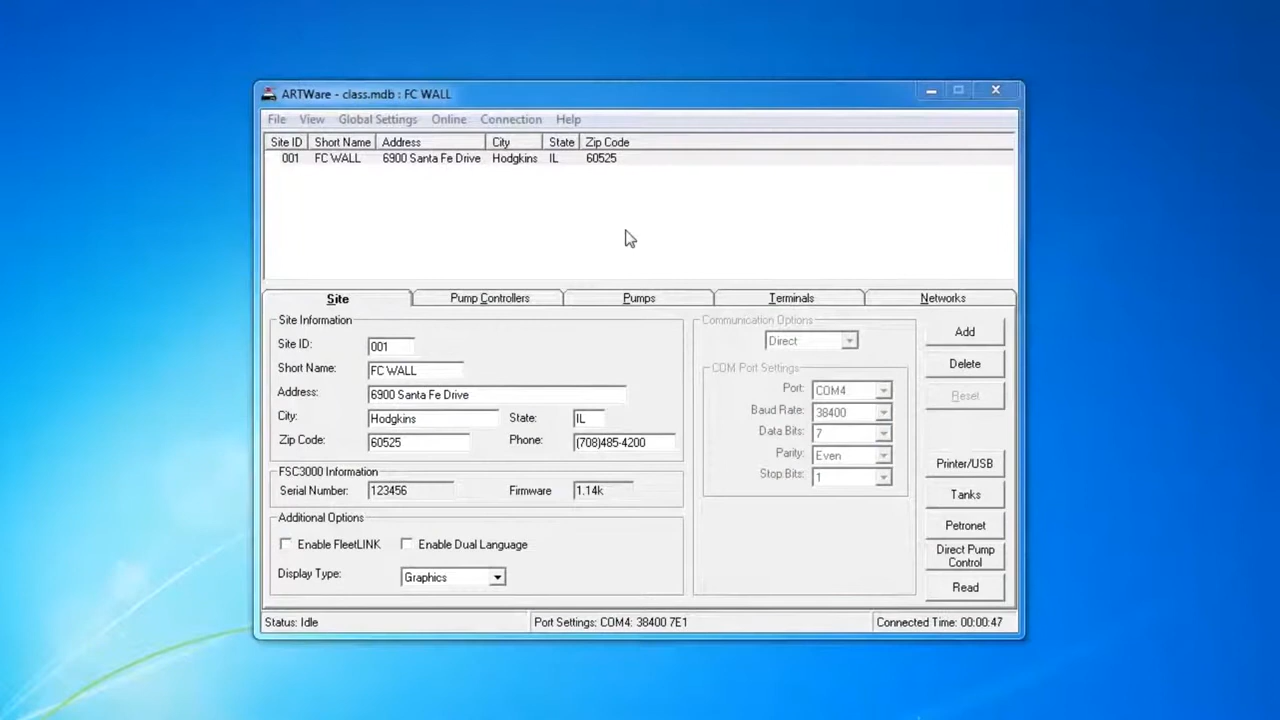 ARTWare - class.mdb : FC WALL
File View Global Settings Online Connection Help
Site ID Short Name Address City State Zip Code
001 FC WALL 6900 Santa Fe Drive Hodgkins IL 60525
Site Pump Controllers Pumps Terminals Networks
Site Information
Site ID: 001
Short Name: FC WALL
Address: 6900 Santa Fe Drive
City: Hodgkins State: IL
Zip Code: 60525 Phone: (708)485-4200
FSC3000 Information
Serial Number: 123456 Firmware 1.14k
Additional Options
Enable FleetLINK Enable Dual Language
Display Type: Graphics
Communication Options
Direct
COM Port Settings
Port: COM4
Baud Rate: 38400
Data Bits: 7
Parity: Even
Stop Bits: 1
Add
Delete
Reset
Printer/USB
Tanks
Petronet
Direct Pump
Control
Read
Status: Idle Port Settings: COM4: 38400 7E1 Connected Time: 00:00:47